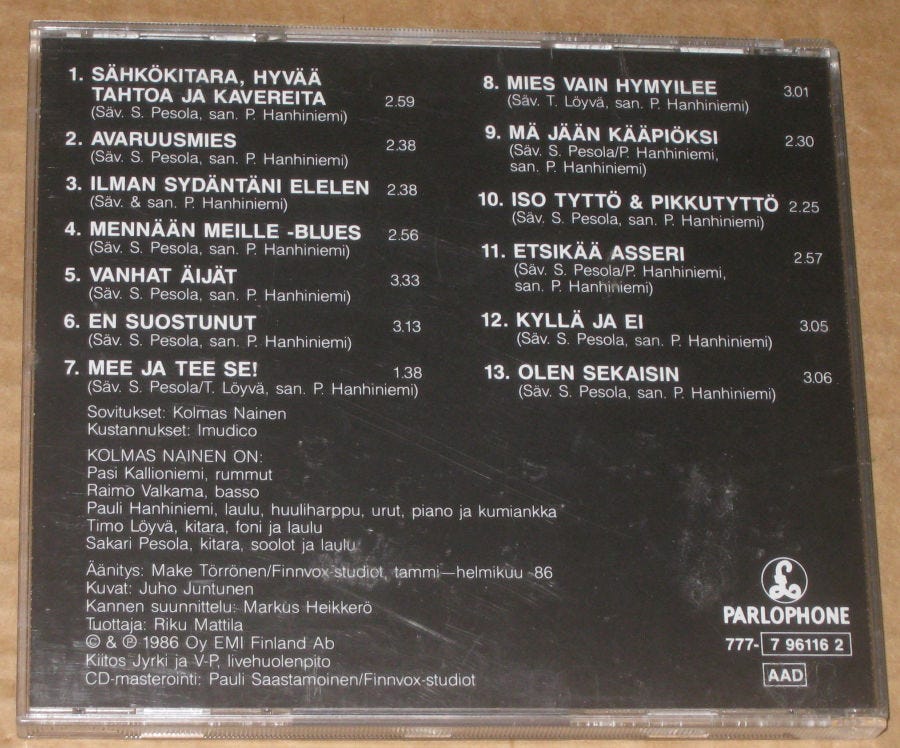 1. SÄHKÖKITARA, HYVÄÄ
TAHTOA JA KAVEREITA 2.59
(Säv. S. Pesola, san. P. Hanhiniemi)
2. AVARUUSMIES 2.38
(Säv. S. Pesola, san. P. Hanhiniemi)
3. ILMAN SYDÄNTÄNI ELELEN 2.38
(Säv. & san. P. Hanhiniemi)
4. MENNÄÄN MEILLE -BLUES 2.56
(Säv. S. Pesola, san. P. Hanhiniemi)
5. VANHAT ÄIJÄT 3.33
(Säv. S. Pesola, san. P. Hanhiniemi)
6. EN SUOSTUNUT 3.13
(Säv. S. Pesola, san. P. Hanhiniemi)
7. MEE JA TEE SE! 1.38
(Säv. S. Pesola/T. Löyvä, san. P. Hanhiniemi)
8. MIES VAIN HYMYILEE 3.01
(Säv. T. Löyvä, san. P. Hanhiniemi)
9. MÄ JÄÄN KÄÄPIÖKSI 2.30
(Säv. S. Pesola/P. Hanhiniemi,
san. P. Hanhiniemi)
10. ISO TYTTÖ & PIKKUTYTTÖ 2.25
(Säv. S. Pesola, san. P. Hanhiniemi)
11. ETSIKÄÄ ASSERI 2.57
(Säv. S. Pesola/P. Hanhiniemi,
san. P. Hanhiniemi)
12. KYLLÄ JA EI 3.05
(Säv. S. Pesola, san. P. Hanhiniemi)
13. OLEN SEKAISIN 3.06
(Säv. S. Pesola, san. P. Hanhiniemi)
Sovitukset: Kolmas Nainen
Kustannukset: Imudico
KOLMAS NAINEN ON:
Pasi Kallioniemi, rummut
Raimo Valkama, basso
Pauli Hanhiniemi, laulu, huuliharppu, urut, piano ja kumiankka
Timo Löyvä, kitara, foni ja laulu
Sakari Pesola, kitara, soolot ja laulu
Äänitys: Make Törrönen/Finnvox-studiot, tammi—helmikuu -86
Kuvat: Juho Juntunen
Kannen suunnittelu: Markus Heikkerö
Tuottaja: Riku Mattila
© & ℗ 1986 Oy EMI Finland Ab
Kiitos Jyrki ja V-P, livehuolenpito
CD-masterointi: Pauli Saastamoinen/Finnvox-studiot
PARLOPHONE
777- 7 96116 2
AAD